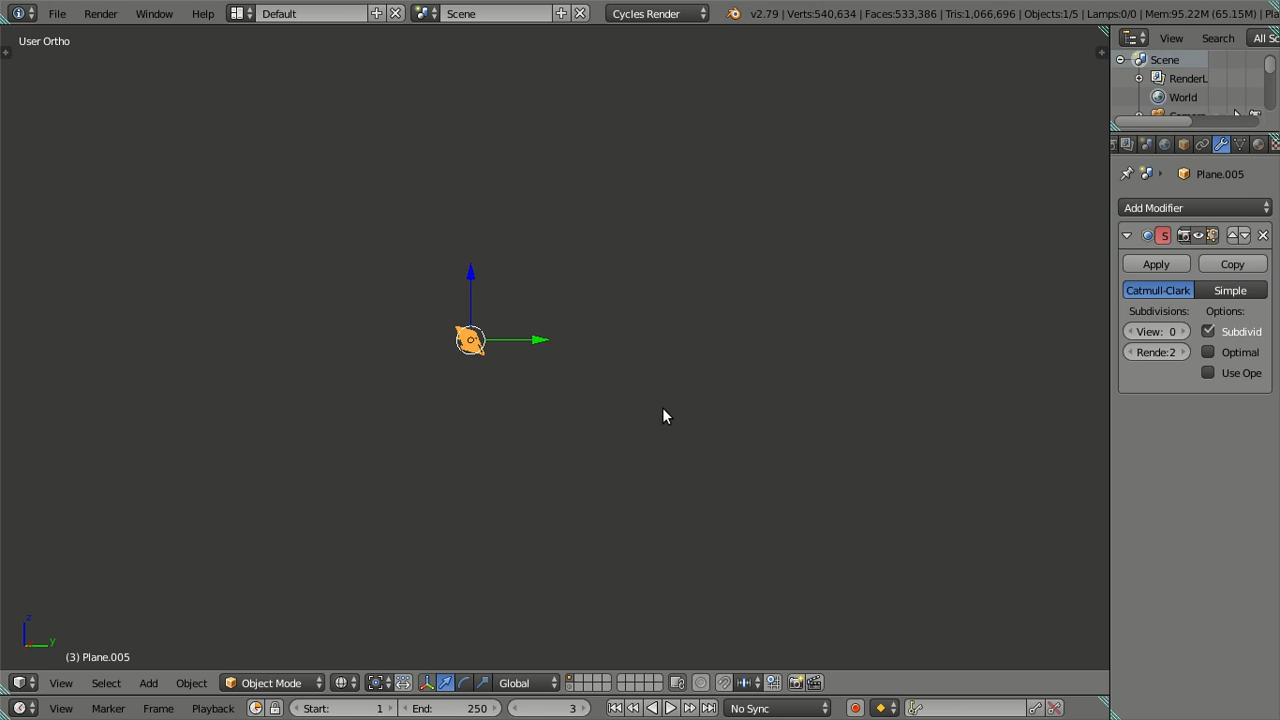 File Render Window Help Default Scene Cycles Render v2.79 | Verts:540,634 | Faces:533,386 | Tris:1,066,696 | Objects:1/5 | Lamps:0/0 | Mem:95.22M (65.15M) | Pla
User Ortho
View Search All Sc
Scene
RenderL
World
Plane.005
Add Modifier
S
Apply Copy
Catmull-Clark Simple
Subdivisions: Options:
View: 0 Subdivid
Rende:2 Optimal
Use Ope
z
y
(3) Plane.005
View Select Add Object Object Mode Global
View Marker Frame Playback Start: 1 End: 250 3 No Sync